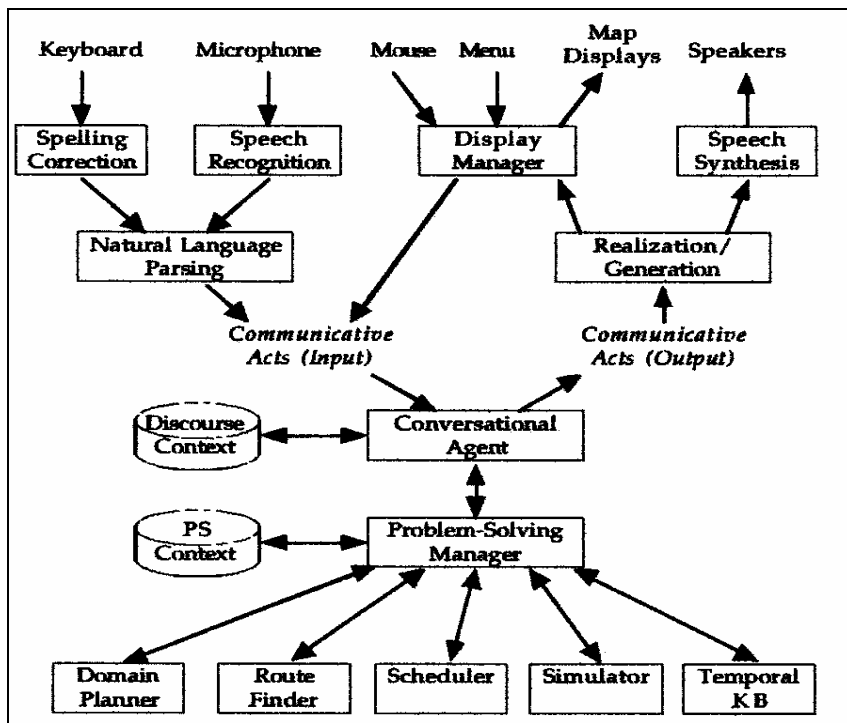 Keyboard
Microphone
Mouse
Menu
Map
Displays
Speakers
Spelling
Correction
Speech
Recognition
Display
Manager
Speech
Synthesis
Natural Language
Parsing
Realization/
Generation
Communicative
Acts (Input)
Communicative
Acts (Output)
Discourse
Context
Conversational
Agent
PS
Context
Problem-Solving
Manager
Domain
Planner
Route
Finder
Scheduler
Simulator
Temporal
KB